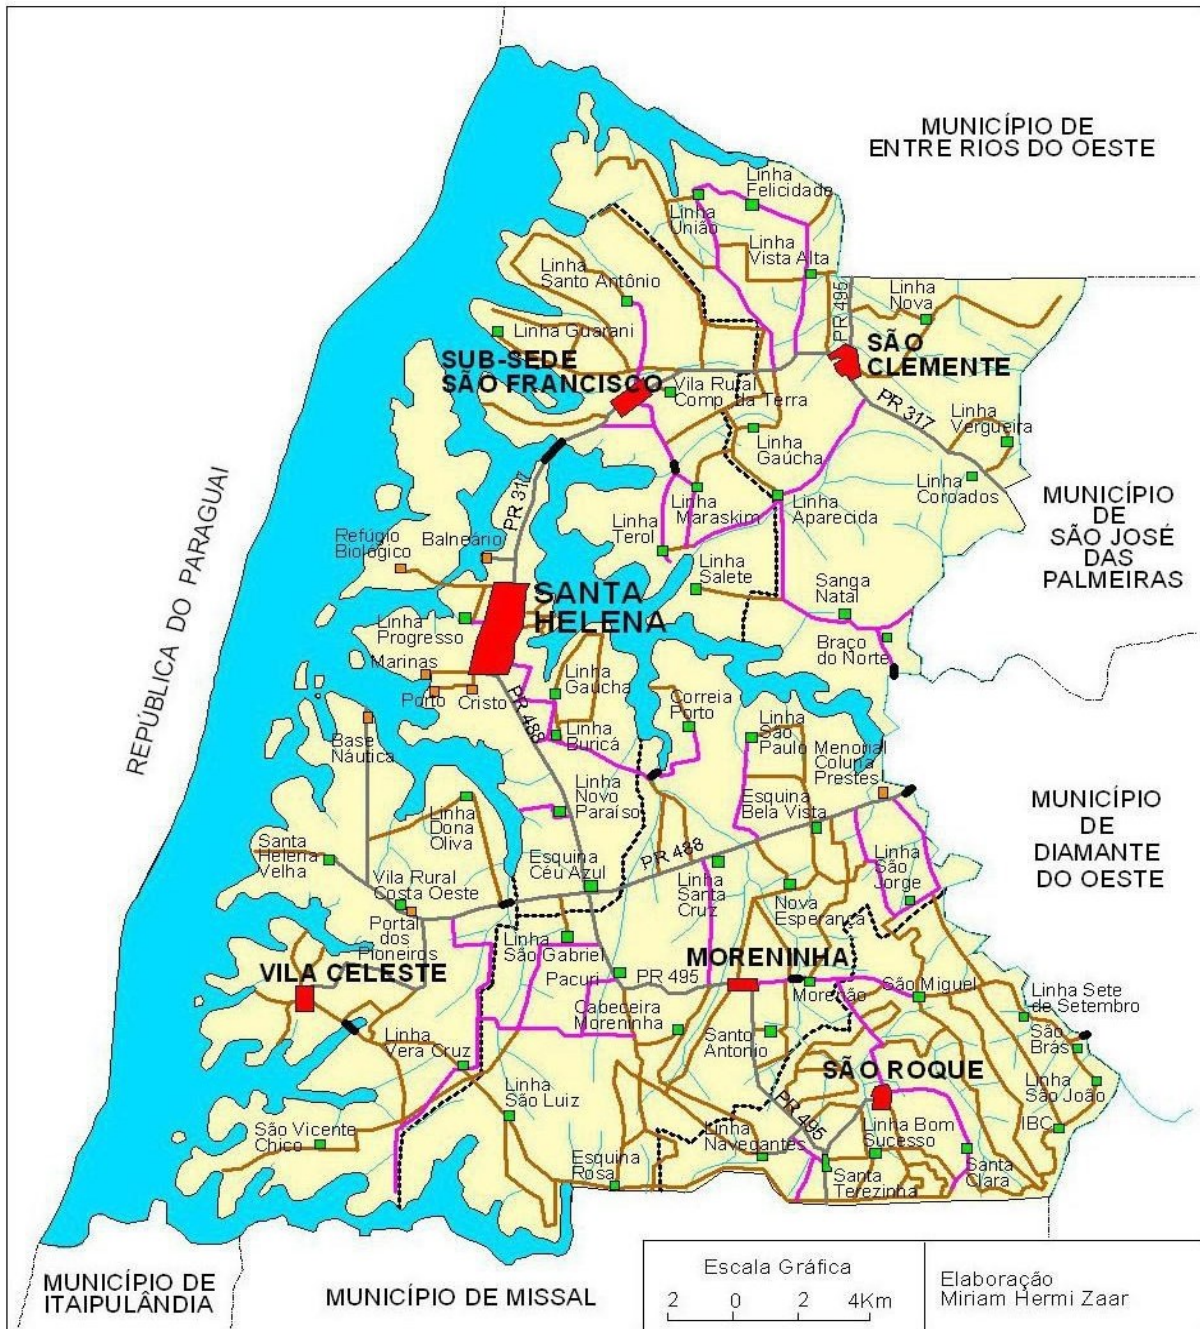 MUNICÍPIO DE
ENTRE RIOS DO OESTE
Linha
Felicidade
Linha
União
Linha
Vista Alta
Linha
Santo Antônio
PR 495
Linha
Nova
Linha Guarani
SÃO
CLEMENTE
SUB-SEDE
SÃO FRANCISCO
Vila Rural
Comp. da Terra
PR 317
Linha
Vergueira
Linha
Gaúcha
Linha
Coroados
MUNICÍPIO
DE
SÃO JOSÉ
DAS
PALMEIRAS
PR 317
Linha
Maraskim
Linha
Aparecida
Linha
Terol
Balneário
Refúgio
Biológico
REPÚBLICA DO PARAGUAI
Linha
Salete
Sanga
Natal
SANTA
HELENA
Linha
Progresso
Braço
do Norte
Marinas
Porto
Cristo
PR 488
Linha
Gaúcha
Correia
Porto
Linha
Buricá
Linha
São
Paulo
Memorial
Coluna
Prestes
Base
Náutica
Linha
Novo
Paraíso
Esquina
Bela Vista
MUNICÍPIO
DE
DIAMANTE
DO OESTE
Linha
Dona
Oliva
Santa
Helena
Velha
Esquina
Céu Azul
PR 488
Linha
São
Jorge
Vila Rural
Costa Oeste
Linha
Santa
Cruz
Nova
Esperança
Portal
dos
Pioneiros
Linha
São Gabriel
VILA CELESTE
Pacuri
PR 495
MORENINHA
Morenão
São Miguel
Linha Sete
de Setembro
Cabeceira
Moreninha
Linha
Vera Cruz
Santo
Antonio
São
Brás
SÃO ROQUE
Linha
São João
Linha
São Luiz
PR 495
IBC
São Vicente
Chico
Linha
Navegantes
Linha Bom
Sucesso
Esquina
Rosa
Santa
Terezinha
Santa
Clara
MUNICÍPIO DE
ITAIPULÂNDIA
MUNICÍPIO DE MISSAL
Escala Gráfica
2 0 2 4Km
Elaboração
Miriam Hermi Zaar